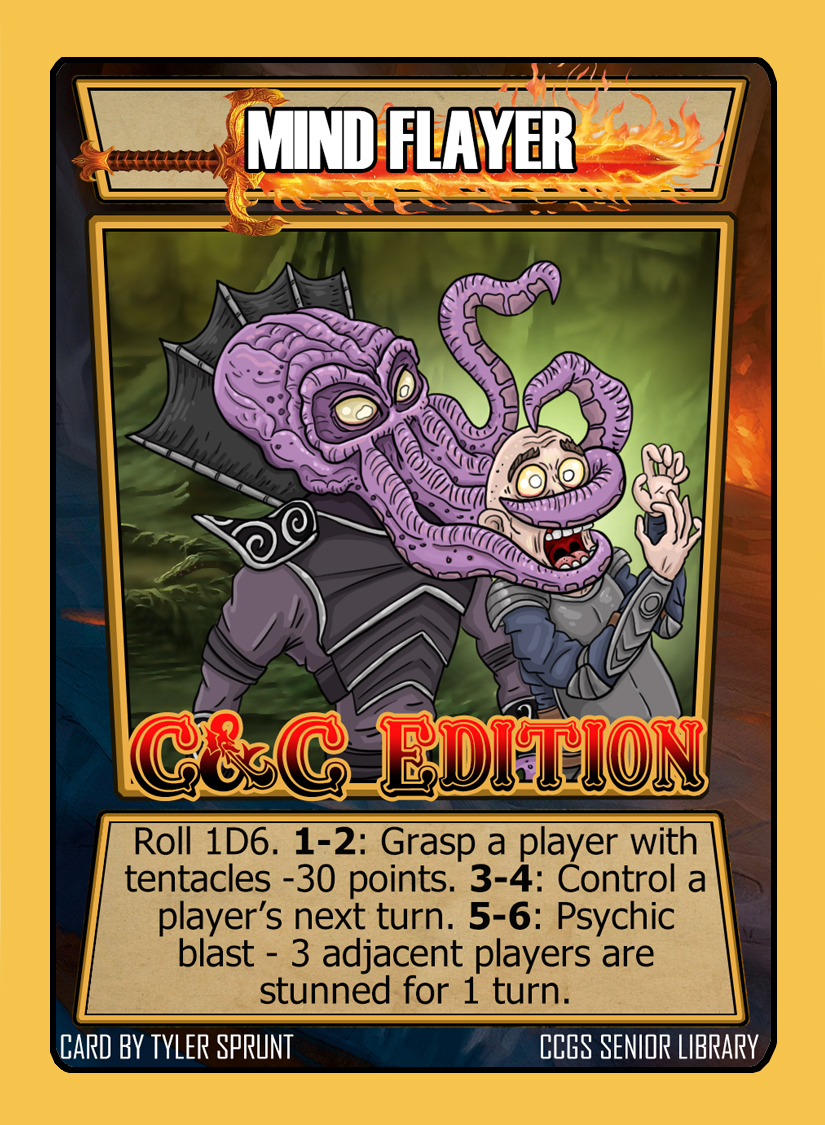 MIND FLAYER
C&C EDITION
Roll 1D6. 1-2: Grasp a player with
tentacles -30 points. 3-4: Control a
player's next turn. 5-6: Psychic
blast - 3 adjacent players are
stunned for 1 turn.
CARD BY TYLER SPRUNT
CCGS SENIOR LIBRARY